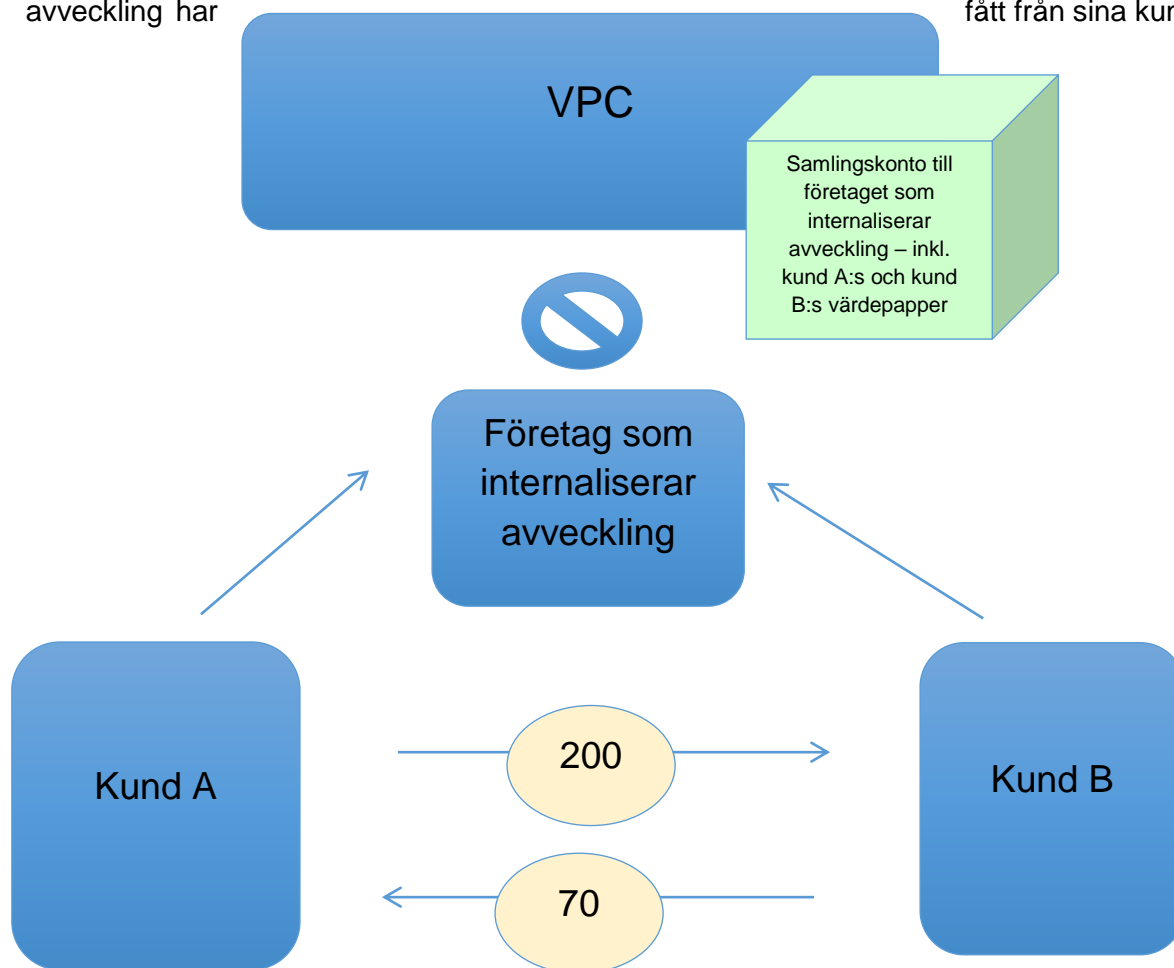 avveckling har
fått från sina kun
VPC
Samlingskonto till
företaget som
internaliserar
avveckling – inkl.
kund A:s och kund
B:s värdepapper
Företag som
internaliserar
avveckling
200
Kund A
Kund B
70